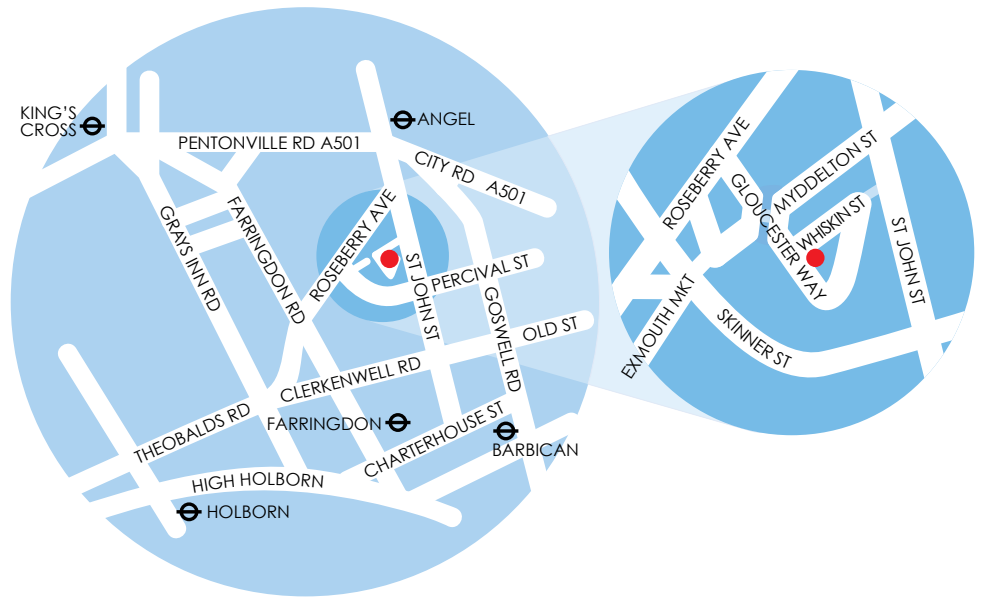 KING'S
CROSS
ANGEL
PENTONVILLE RD A501
CITY RD A501
GRAYS INN RD
FARRINGDON RD
ROSEBERRY AVE
ST JOHN ST
PERCIVAL ST
GOSWELL RD
OLD ST
CLERKENWELL RD
THEOBALDS RD
FARRINGDON
CHARTERHOUSE ST
BARBICAN
HIGH HOLBORN
HOLBORN
ROSEBERRY AVE
GLOUCESTER WAY
MYDDELTON ST
WHISKIN ST
ST JOHN ST
EXMOUTH MKT
SKINNER ST